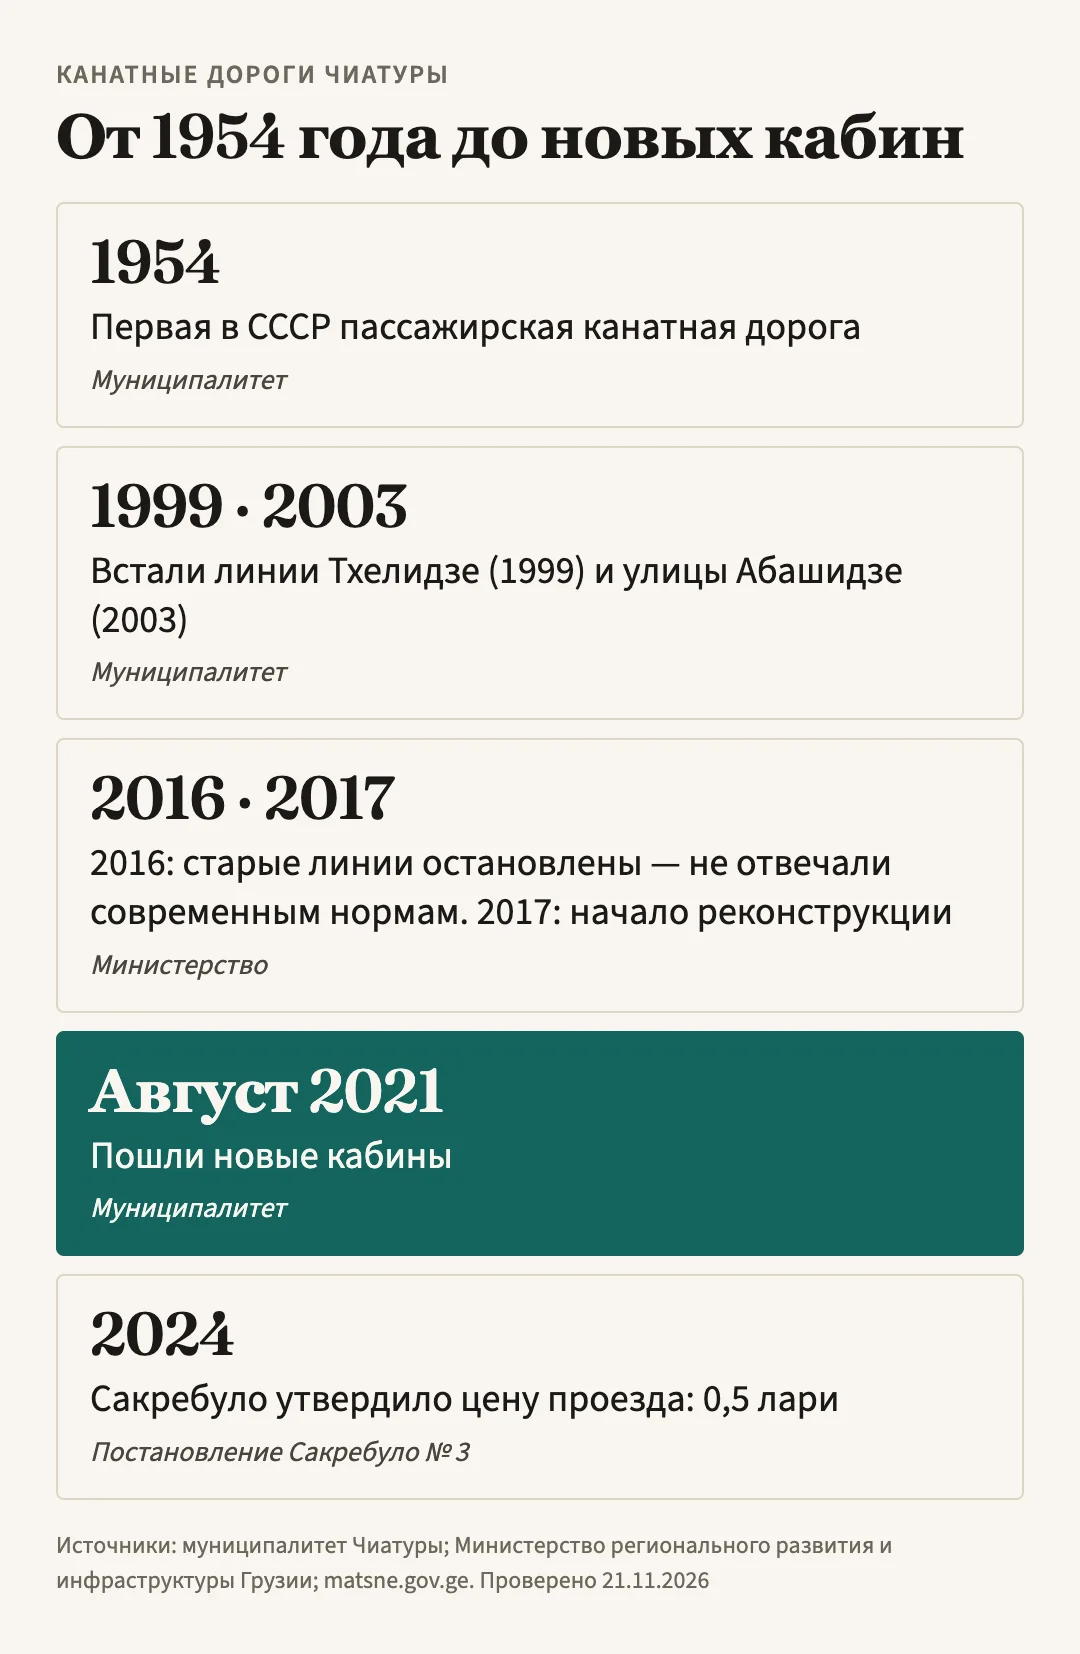 КАНАТНЫЕ ДОРОГИ ЧИАТУРЫ
От 1954 года до новых кабин
1954
Первая в СССР пассажирская канатная дорога
Муниципалитет
1999 · 2003
Встали линии Тхелидзе (1999) и улицы Абашидзе
(2003)
Муниципалитет
2016 · 2017
2016: старые линии остановлены — не отвечали
современным нормам. 2017: начало реконструкции
Министерство
Август 2021
Пошли новые кабины
Муниципалитет
2024
Сакребуло утвердило цену проезда: 0,5 лари
Постановление Сакребуло № 3
Источники: муниципалитет Чиатуры; Министерство регионального развития и
инфраструктуры Грузии; matsne.gov.ge. Проверено 21.11.2026